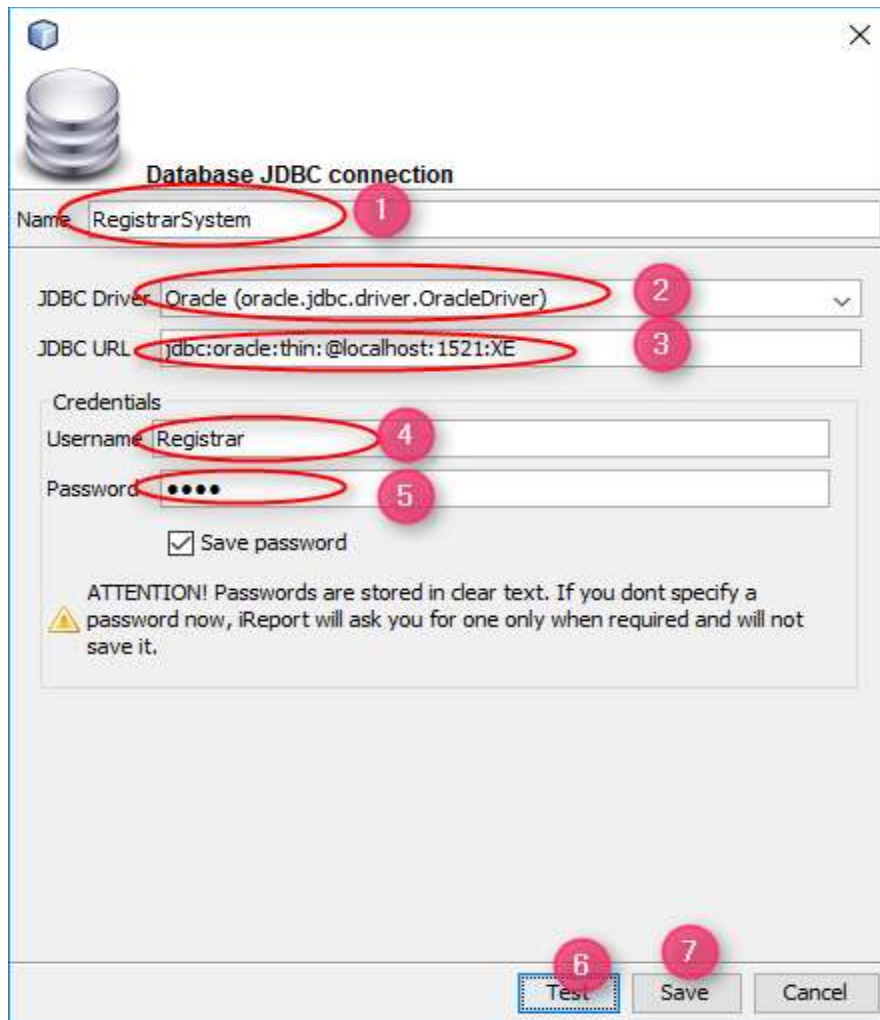 Database JDBC connection
Name RegistrarSystem 1
JDBC Driver Oracle (oracle.jdbc.driver.OracleDriver) 2
JDBC URL jdbc:oracle:thin:@localhost:1521:XE 3
Credentials
Username Registrar 4
Password ●●●● 5
Save password
ATTENTION! Passwords are stored in clear text. If you dont specify a
password now, iReport will ask you for one only when required and will not
save it.
6 7
Test Save Cancel